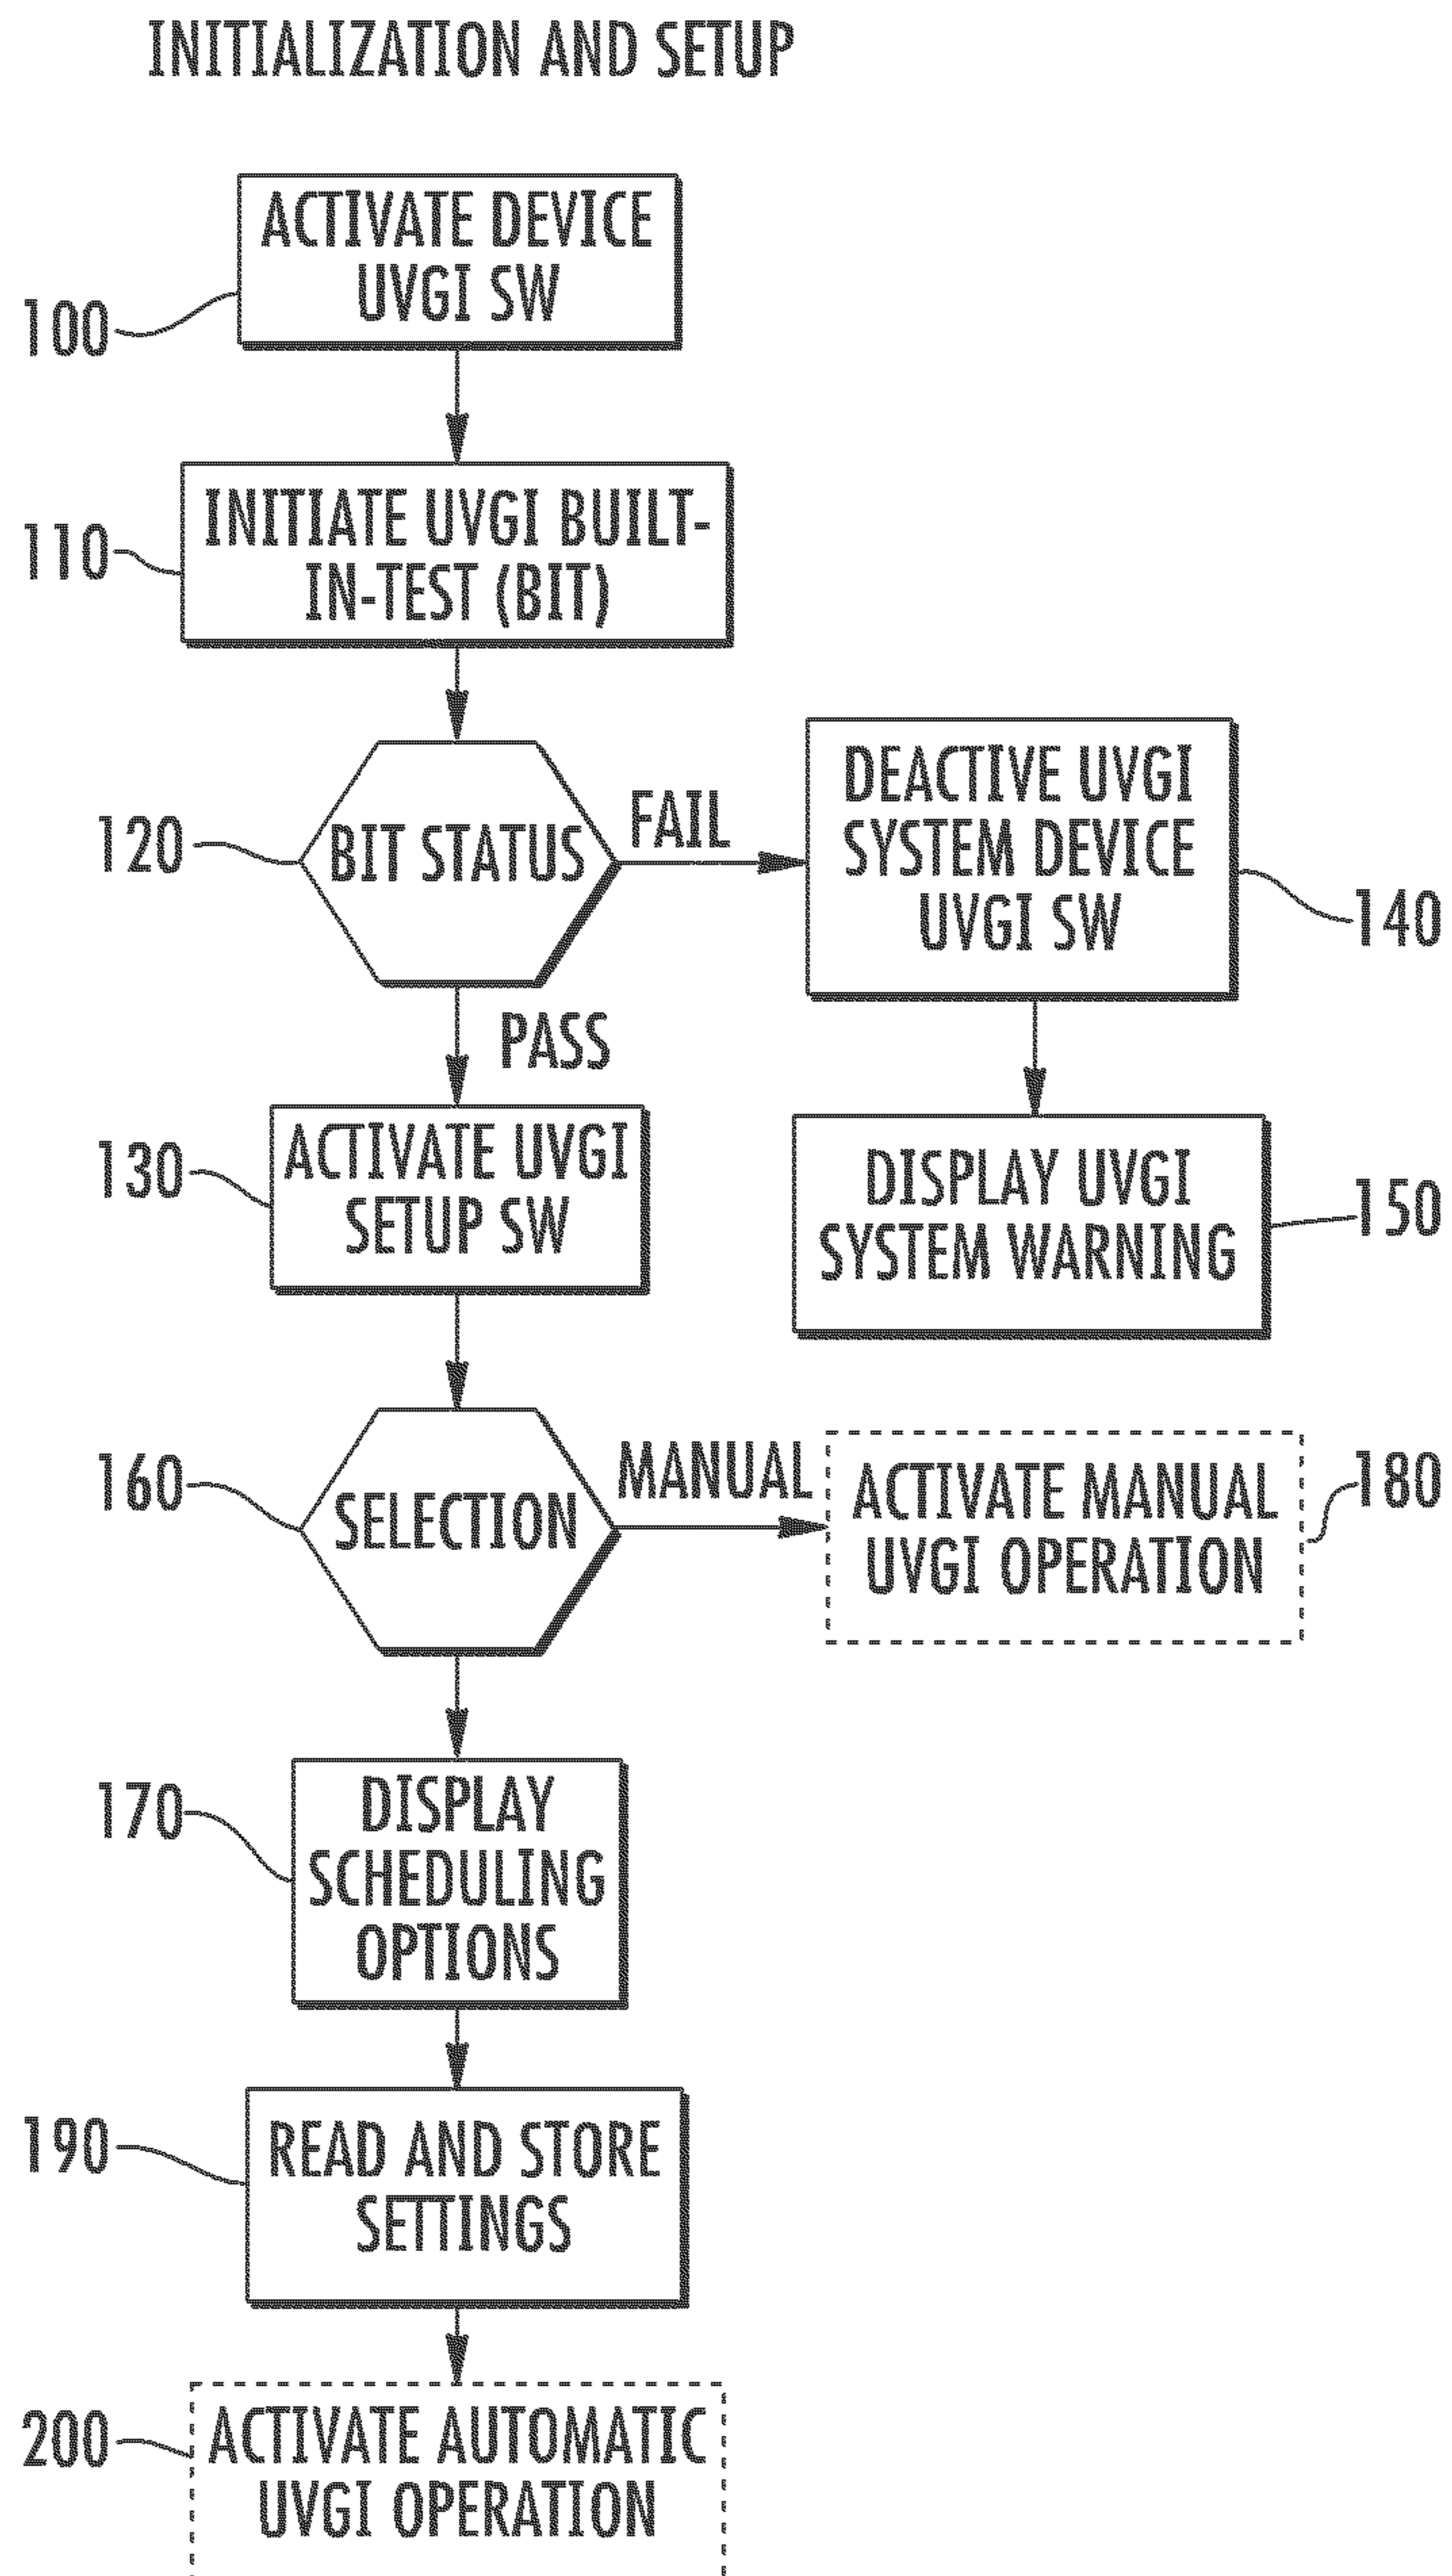 INITIALIZATION AND SETUP
ACTIVATE DEVICE
UVGI SW
100
INITIATE UVGI BUILT-
IN-TEST (BIT)
110
BIT STATUS
120
FAIL
DEACTIVE UVGI
SYSTEM DEVICE
UVGI SW
140
PASS
ACTIVATE UVGI
SETUP SW
130
DISPLAY UVGI
SYSTEM WARNING
150
SELECTION
160
MANUAL
ACTIVATE MANUAL
UVGI OPERATION
180
DISPLAY
SCHEDULING
OPTIONS
170
READ AND STORE
SETTINGS
190
ACTIVATE AUTOMATIC
UVGI OPERATION
200